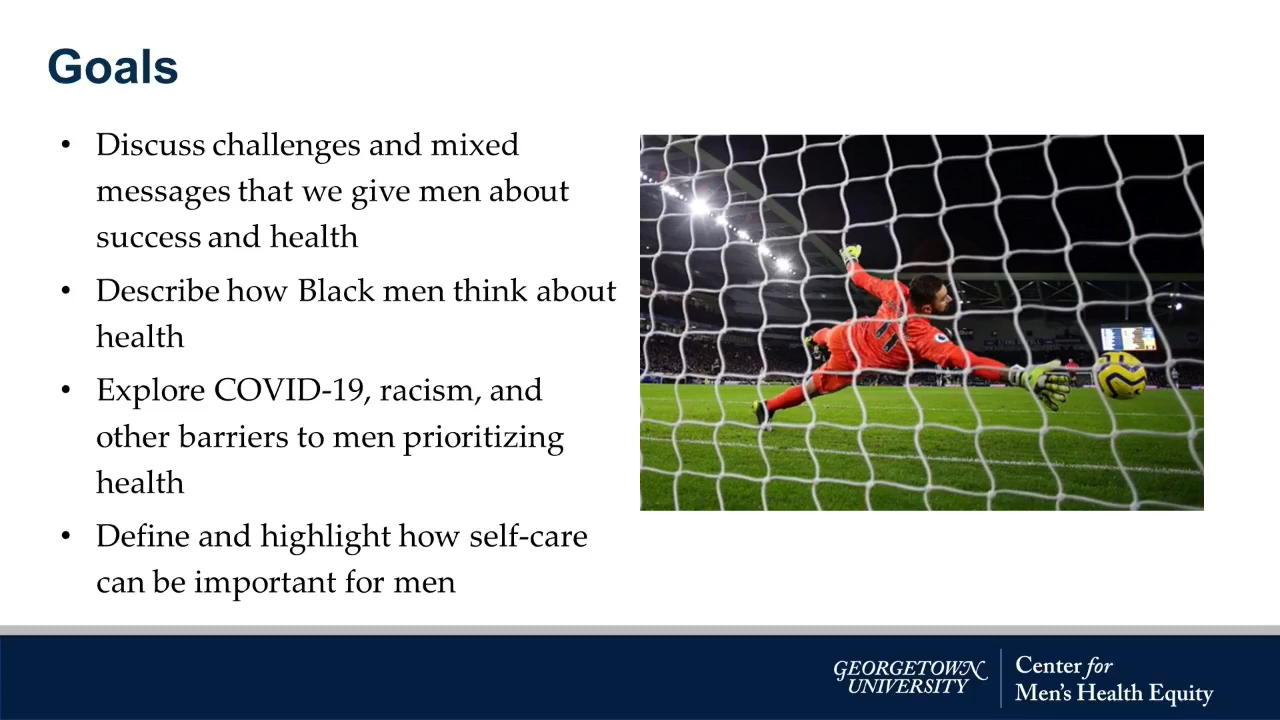 Goals
• Discuss challenges and mixed
messages that we give men about
success and health
• Describe how Black men think about
health
• Explore COVID-19, racism, and
other barriers to men prioritizing
health
• Define and highlight how self-care
can be important for men
GEORGETOWN
UNIVERSITY
Center for
Men's Health Equity